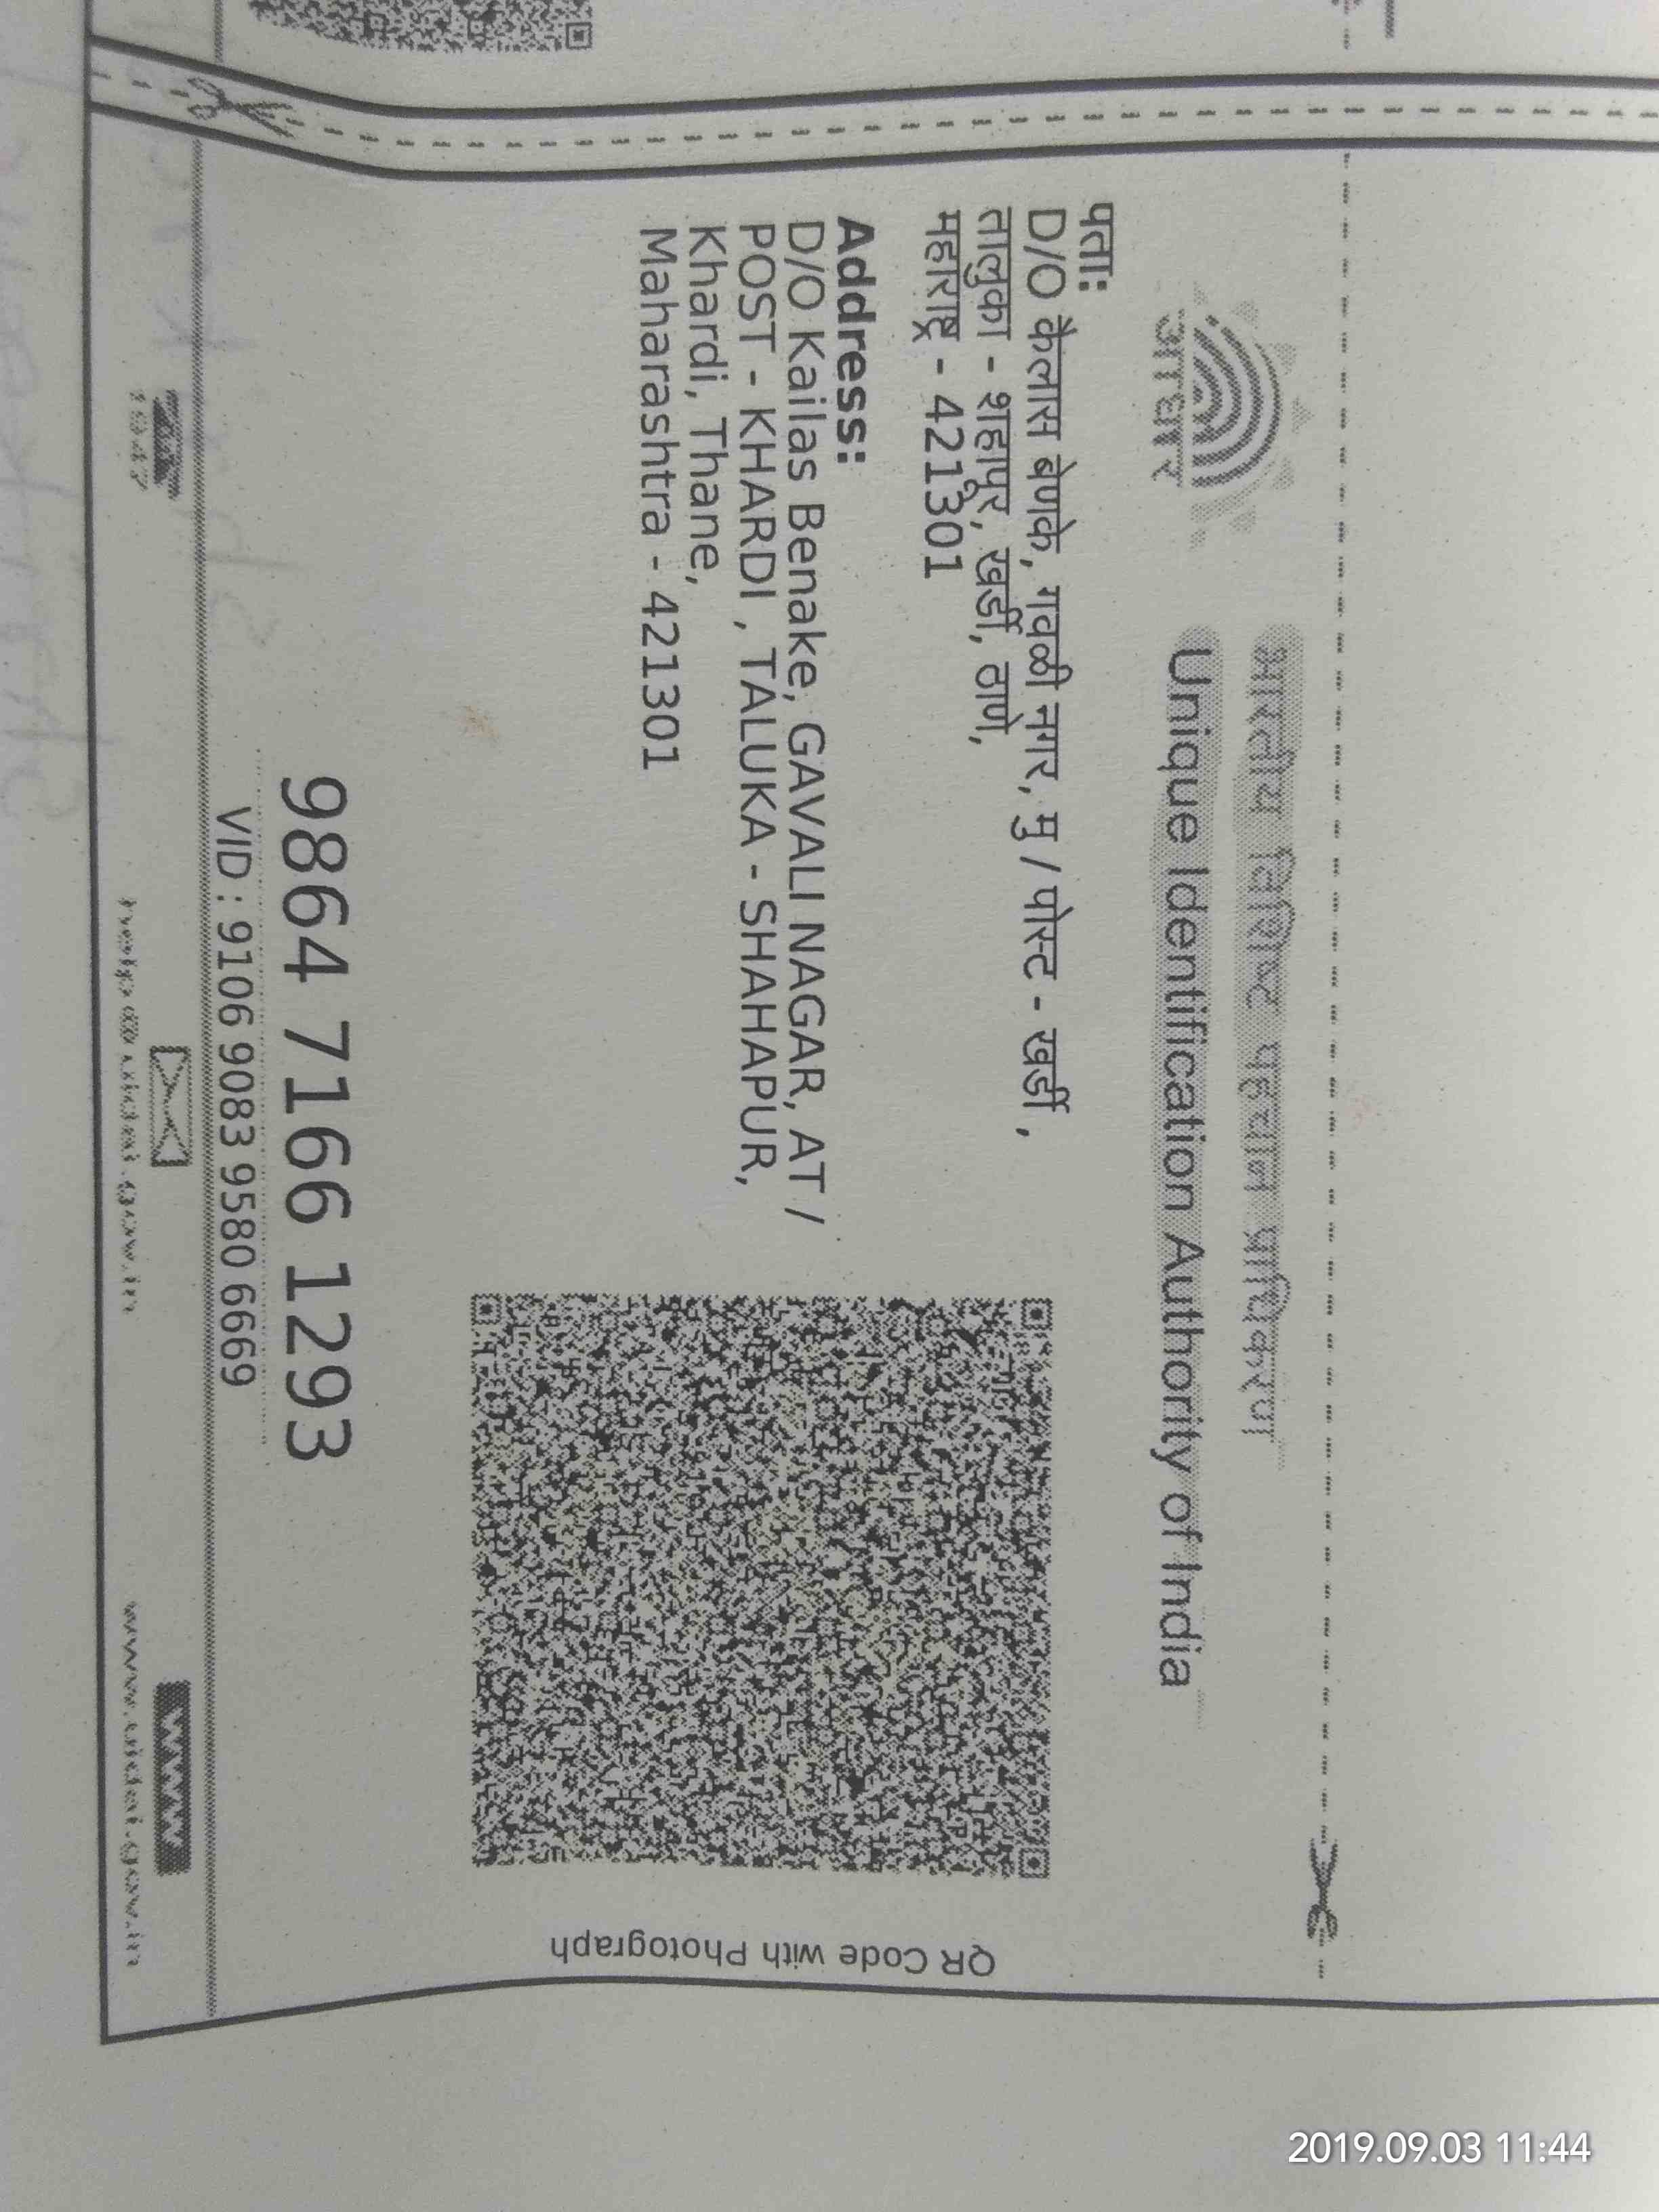 भारतीय विशिष्ट पहचान प्राधिकरण
Unique Identification Authority of India
आधार
पता:
D/O कैलास बेणके, गवळी नगर, मु / पोस्ट - खर्डी ,
तालुका - शहापूर, खर्डी, ठाणे,
महाराष्ट्र - 421301
Address:
D/O Kailas Benake, GAVALI NAGAR, AT /
POST - KHARDI , TALUKA - SHAHAPUR,
Khardi, Thane,
Maharashtra - 421301
QR Code with Photograph
9864 7166 1293
VID : 9106 9083 9580 6669
1947
help@uidai.gov.in
www
www.uidai.gov.in
2019.09.03 11:44